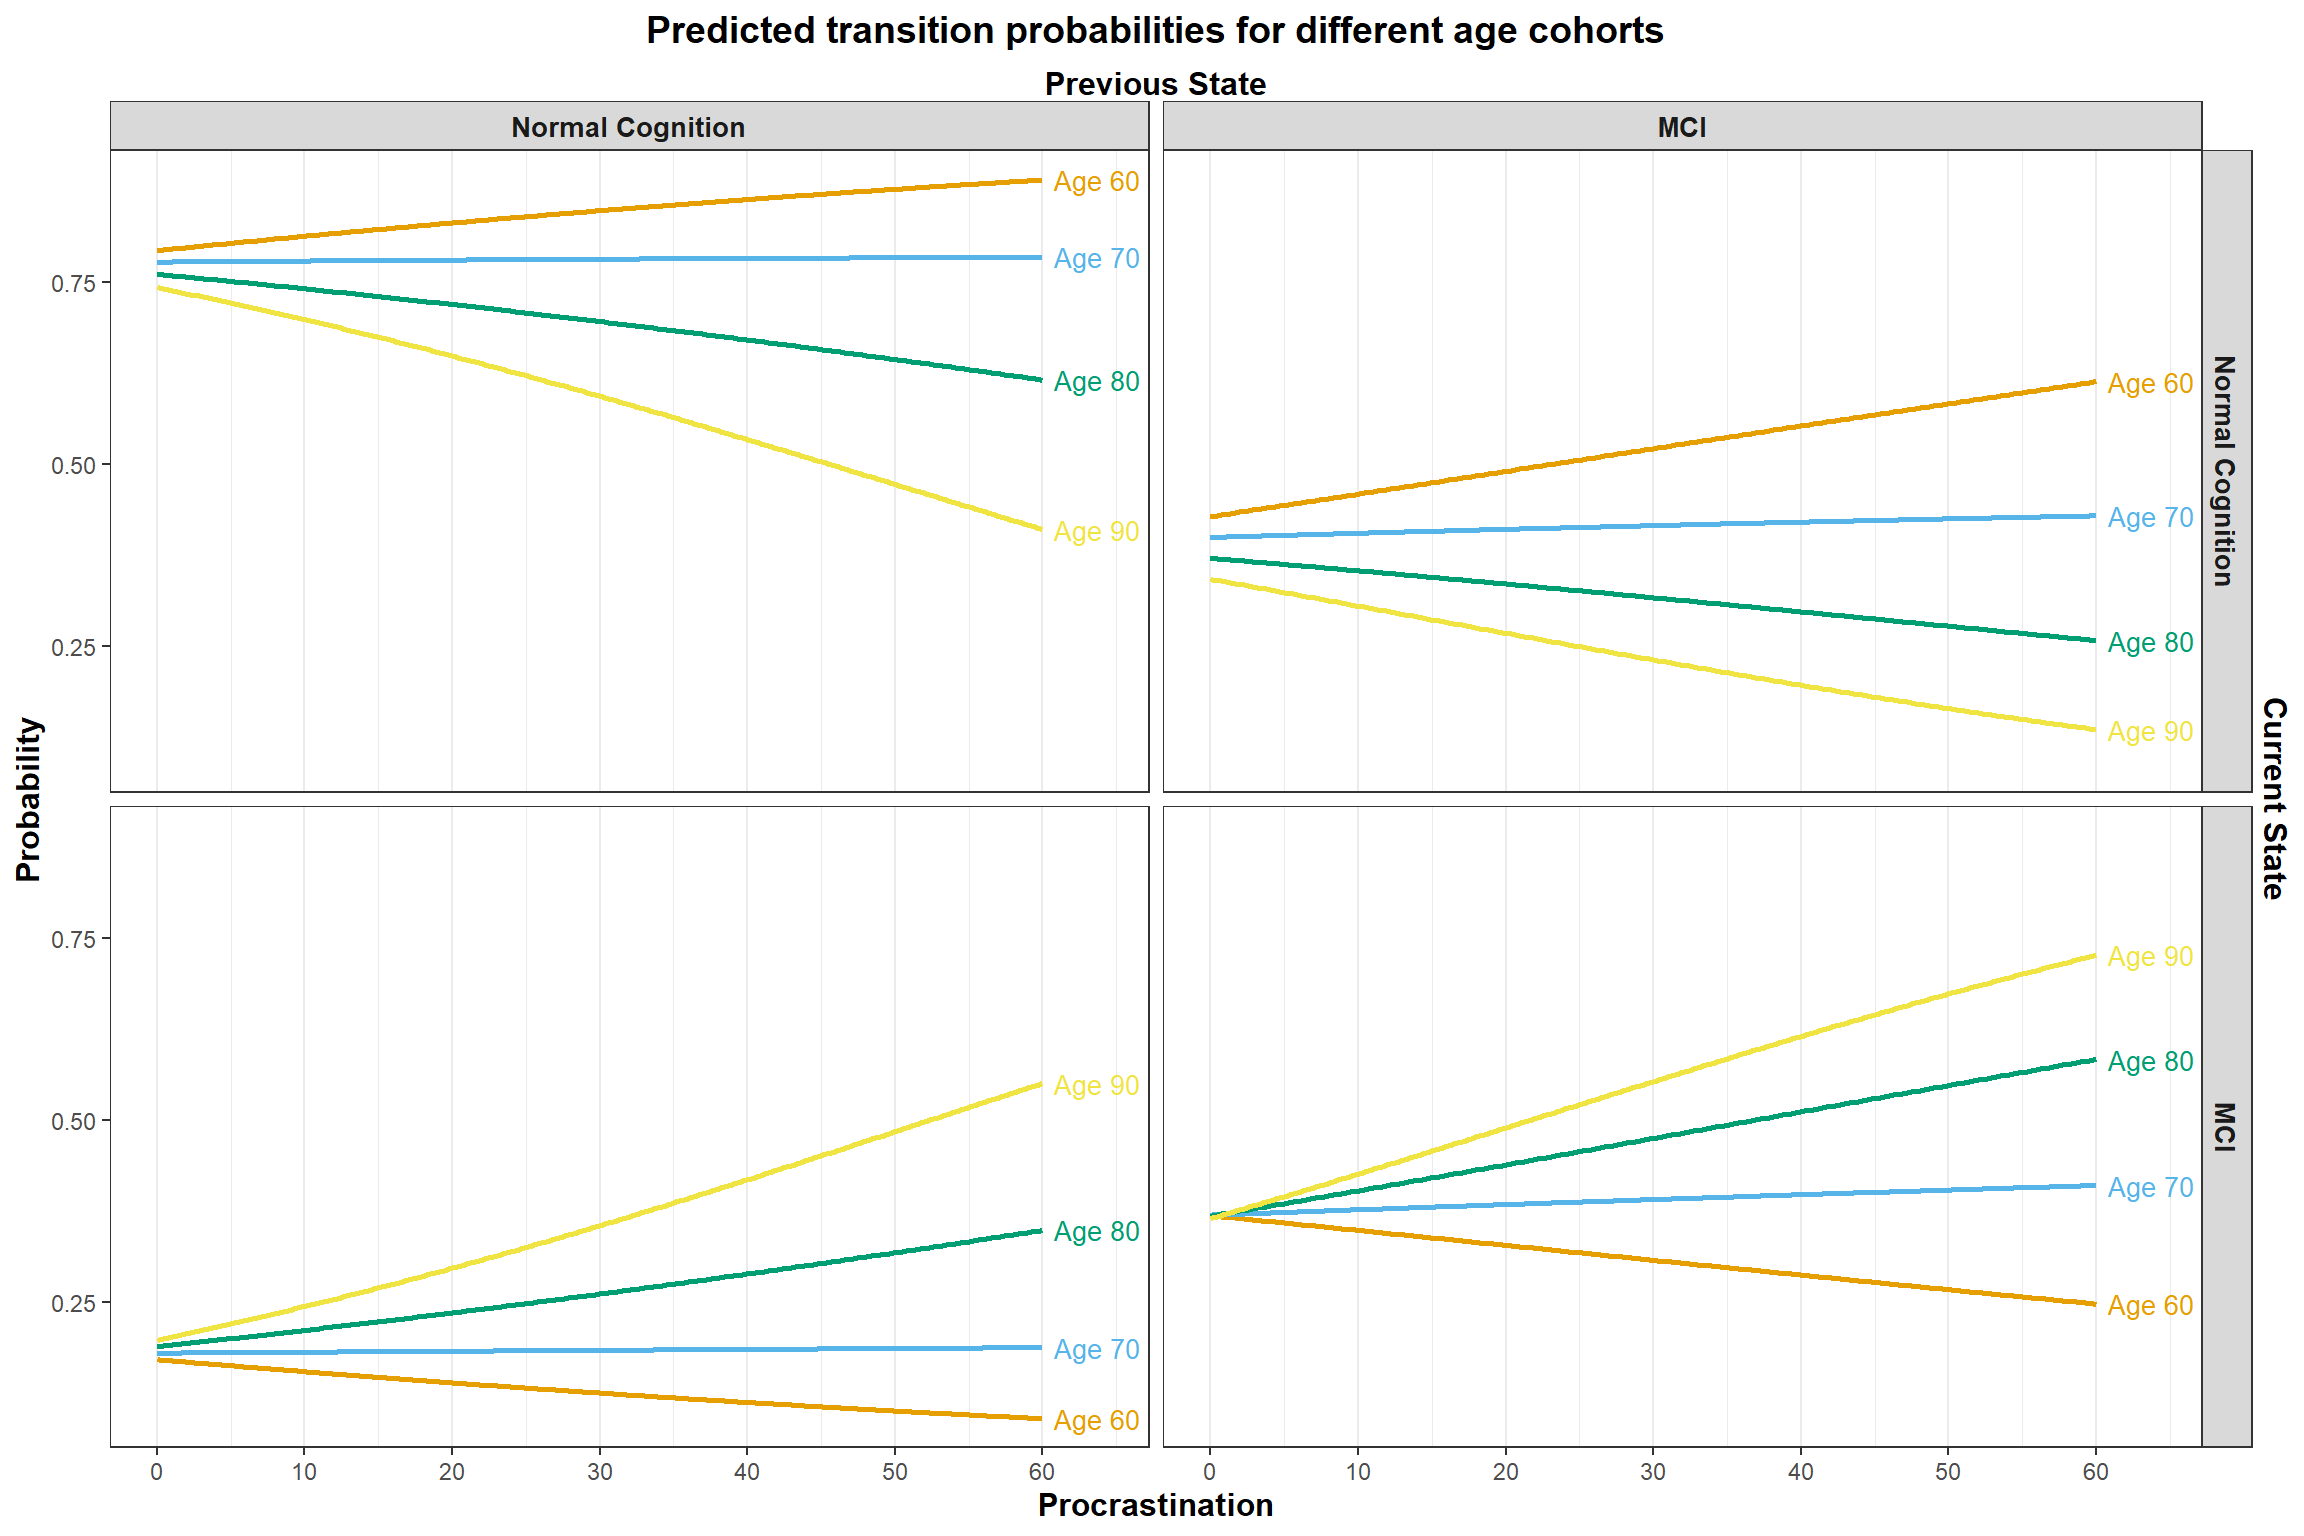 Predicted transition probabilities for different age cohorts
Previous State
Normal Cognition
MCI
Age 60
Age 70
Age 80
Age 90
0.75
0.50
0.25
Age 60
Age 70
Age 80
Age 90
Normal Cognition
Probability
Current State
Age 90
Age 80
Age 70
Age 60
0.75
0.50
0.25
Age 90
Age 80
Age 70
Age 60
MCI
0 10 20 30 40 50 60
0 10 20 30 40 50 60
Procrastination